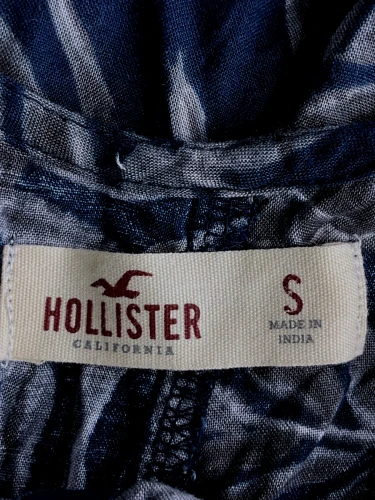 HOLLISTER
CALIFORNIA
S
MADE IN
INDIA